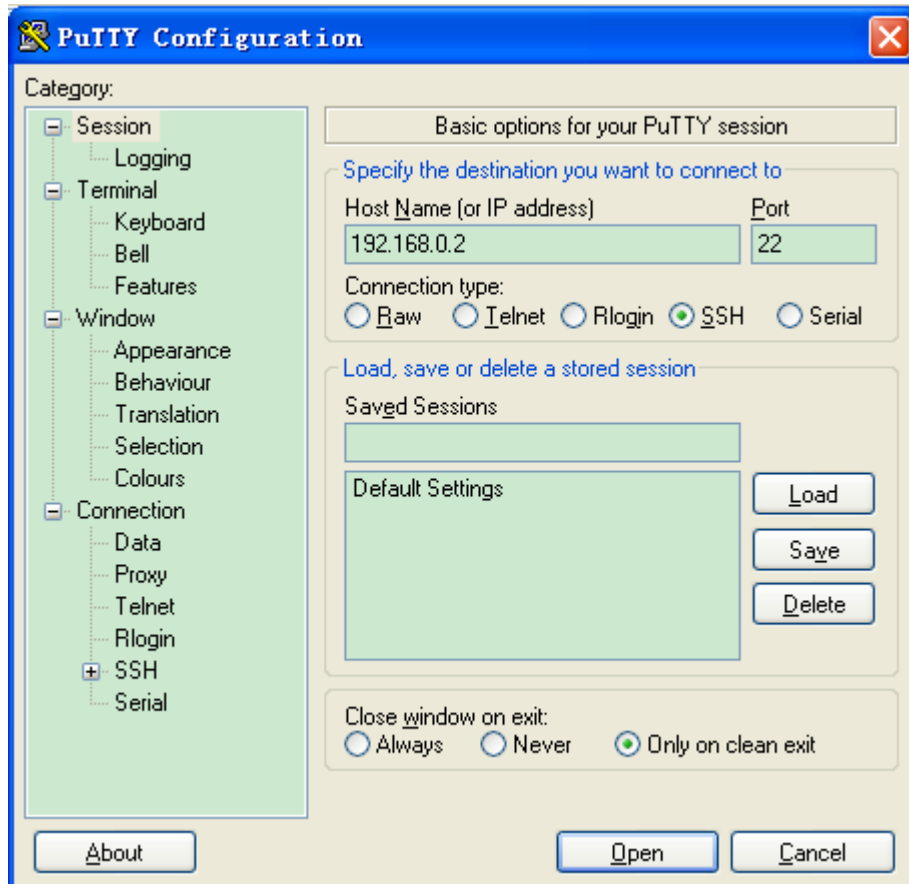 PuTTY Configuration
Category:
Session
Logging
Terminal
Keyboard
Bell
Features
Window
Appearance
Behaviour
Translation
Selection
Colours
Connection
Data
Proxy
Telnet
Rlogin
SSH
Serial
Basic options for your PuTTY session
Specify the destination you want to connect to
Host Name (or IP address) Port
192.168.0.2 22
Connection type:
Raw Telnet Rlogin SSH Serial
Load, save or delete a stored session
Saved Sessions
Default Settings
Load
Save
Delete
Close window on exit:
Always Never Only on clean exit
About Open Cancel